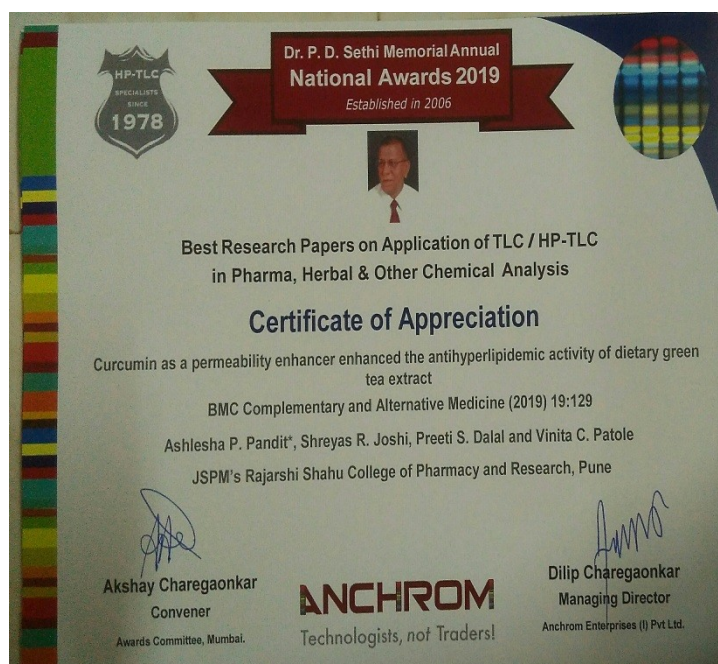 HP-TLC
SPECIALISTS
SINCE
1978
Dr. P. D. Sethi Memorial Annual
National Awards 2019
Established in 2006
Best Research Papers on Application of TLC / HP-TLC
in Pharma, Herbal & Other Chemical Analysis
Certificate of Appreciation
Curcumin as a permeability enhancer enhanced the antihyperlipidemic activity of dietary green
tea extract
BMC Complementary and Alternative Medicine (2019) 19:129
Ashlesha P. Pandit*, Shreyas R. Joshi, Preeti S. Dalal and Vinita C. Patole
JSPM's Rajarshi Shahu College of Pharmacy and Research, Pune
Akshay Charegaonkar
Convener
Awards Committee, Mumbai.
ANCHROM
Technologists, not Traders!
Dilip Charegaonkar
Managing Director
Anchrom Enterprises (I) Pvt Ltd.